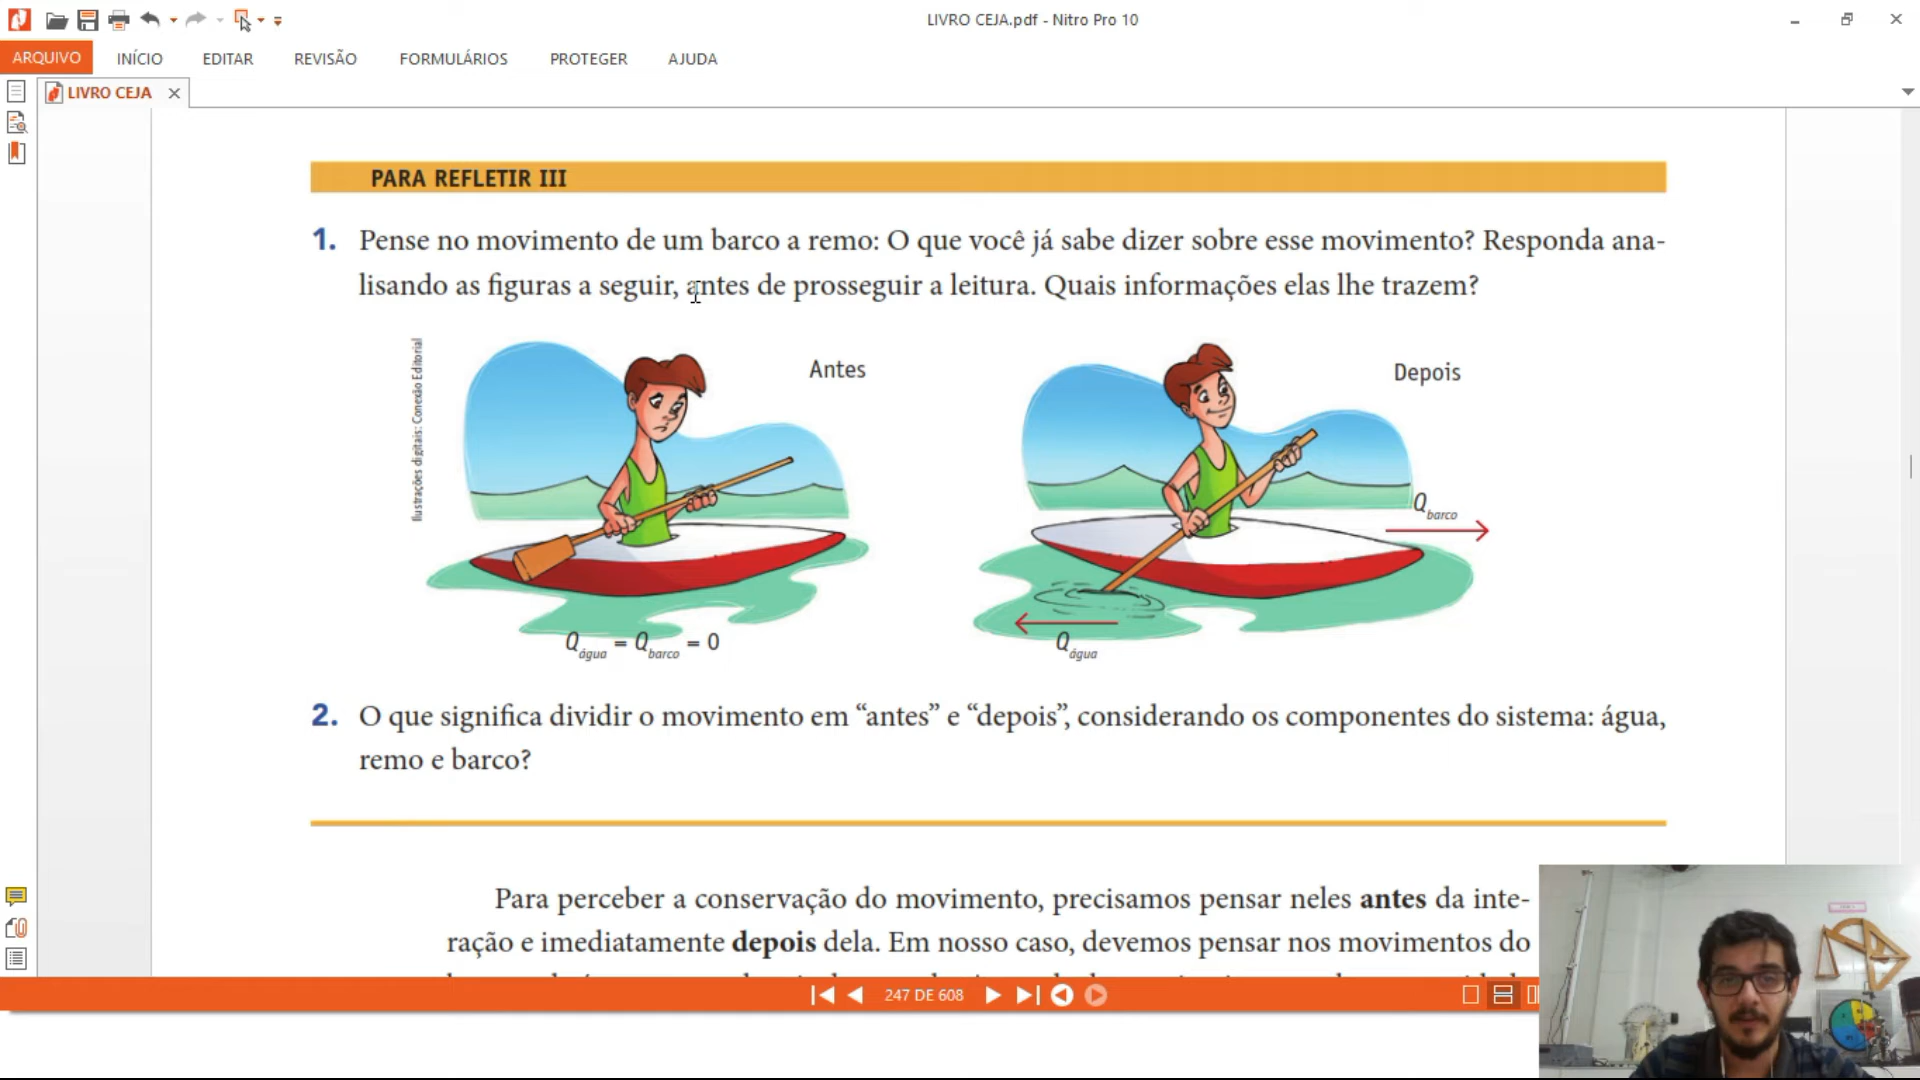 LIVRO CEJA.pdf - Nitro Pro 10
ARQUIVO INÍCIO EDITAR REVISÃO FORMULÁRIOS PROTEGER AJUDA
LIVRO CEJA
PARA REFLETIR III
1. Pense no movimento de um barco a remo: O que você já sabe dizer sobre esse movimento? Responda ana-
lisando as figuras a seguir, antes de prosseguir a leitura. Quais informações elas lhe trazem?
Ilustrações digitais: Conexão Editorial
Antes
Depois
Q barco
Q água = Q barco = 0
Q água
2. O que significa dividir o movimento em “antes” e “depois”, considerando os componentes do sistema: água,
remo e barco?
Para perceber a conservação do movimento, precisamos pensar neles antes da inte-
ração e imediatamente depois dela. Em nosso caso, devemos pensar nos movimentos do
247 DE 608